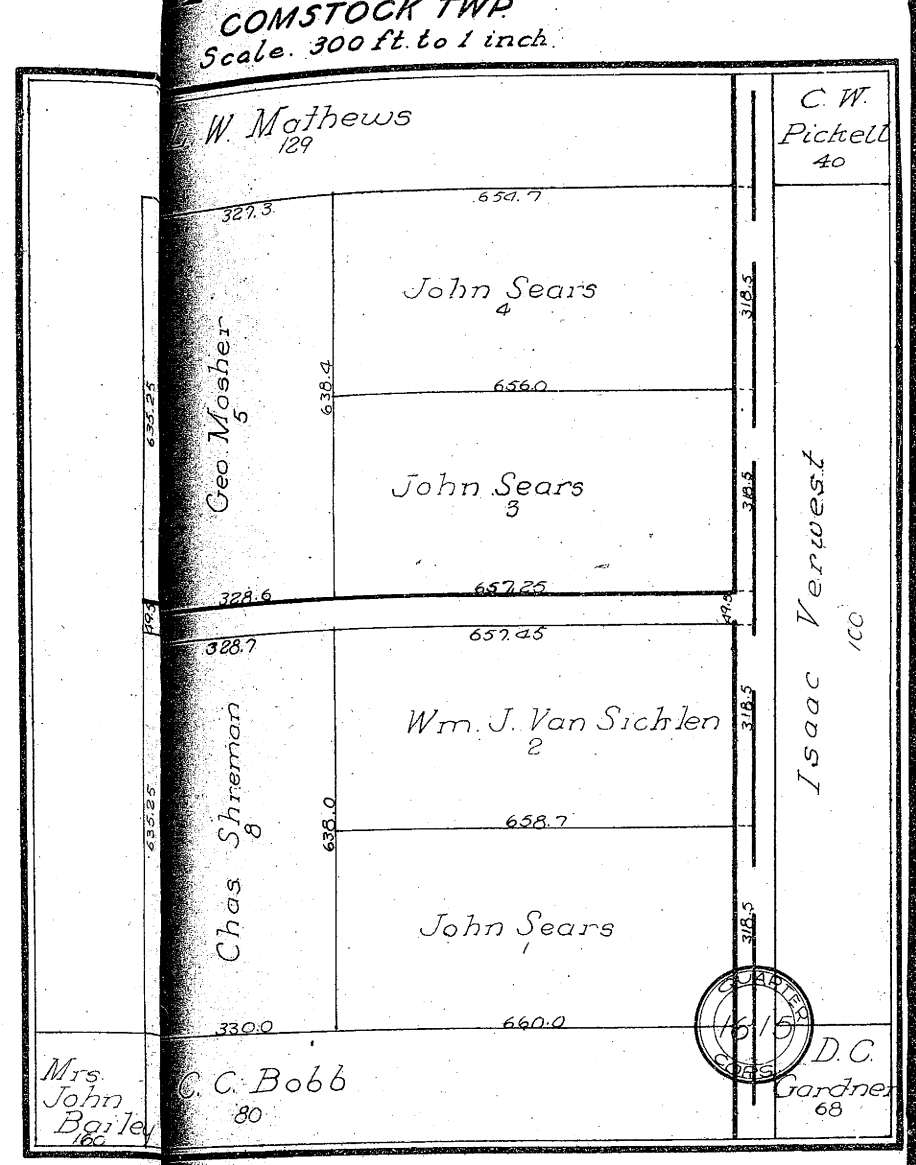 COMSTOCK TWP.
Scale. 300 ft. to 1 inch.
L. W. Mathews
129
C. W.
Pickell
40
327.3
654.7
John Sears
4
318.5
Geo. Mosher
5
635.25
638.4
656.0
John Sears
3
318.5
Isaac Verwest
100
328.6
657.25
49.5
49.5
328.7
657.45
Wm. J. Van Sichlen
2
318.5
Chas Shreman
8
635.25
638.0
658.7
John Sears
1
318.5
330.0
660.0
QUARTER
16 15
CORS.
Mrs.
John
Bailey
160
C. C. Bobb
80
D. C.
Gardner
68